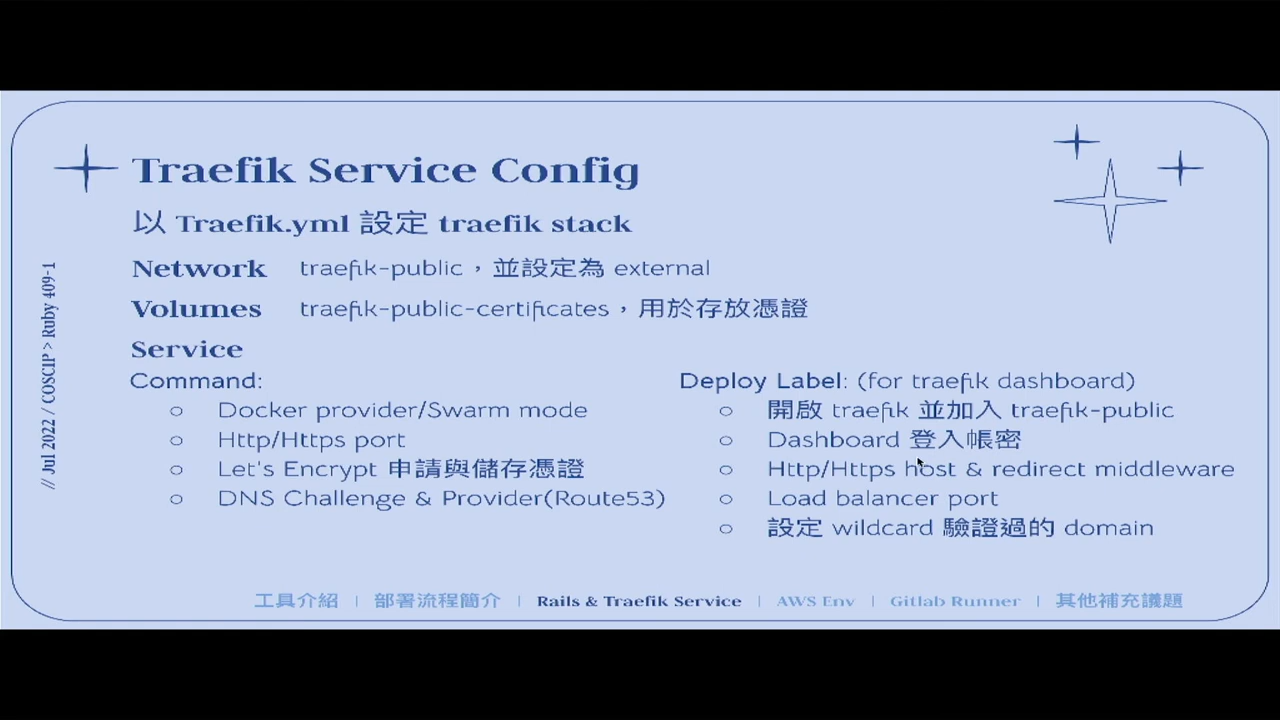 Traefik Service Config
以 Traefik.yml 設定 traefik stack
Network traefik-public，並設定為 external
Volumes traefik-public-certificates，用於存放憑證
Service
Command:
○ Docker provider/Swarm mode
○ Http/Https port
○ Let's Encrypt 申請與儲存憑證
○ DNS Challenge & Provider(Route53)
Deploy Label: (for traefik dashboard)
○ 開啟 traefik 並加入 traefik-public
○ Dashboard 登入帳密
○ Http/Https host & redirect middleware
○ Load balancer port
○ 設定 wildcard 驗證過的 domain
// Jul 2022 / COSCIP > Ruby 409-1
工具介紹 | 部署流程簡介 | Rails & Traefik Service | AWS Env | Gitlab Runner | 其他補充議題